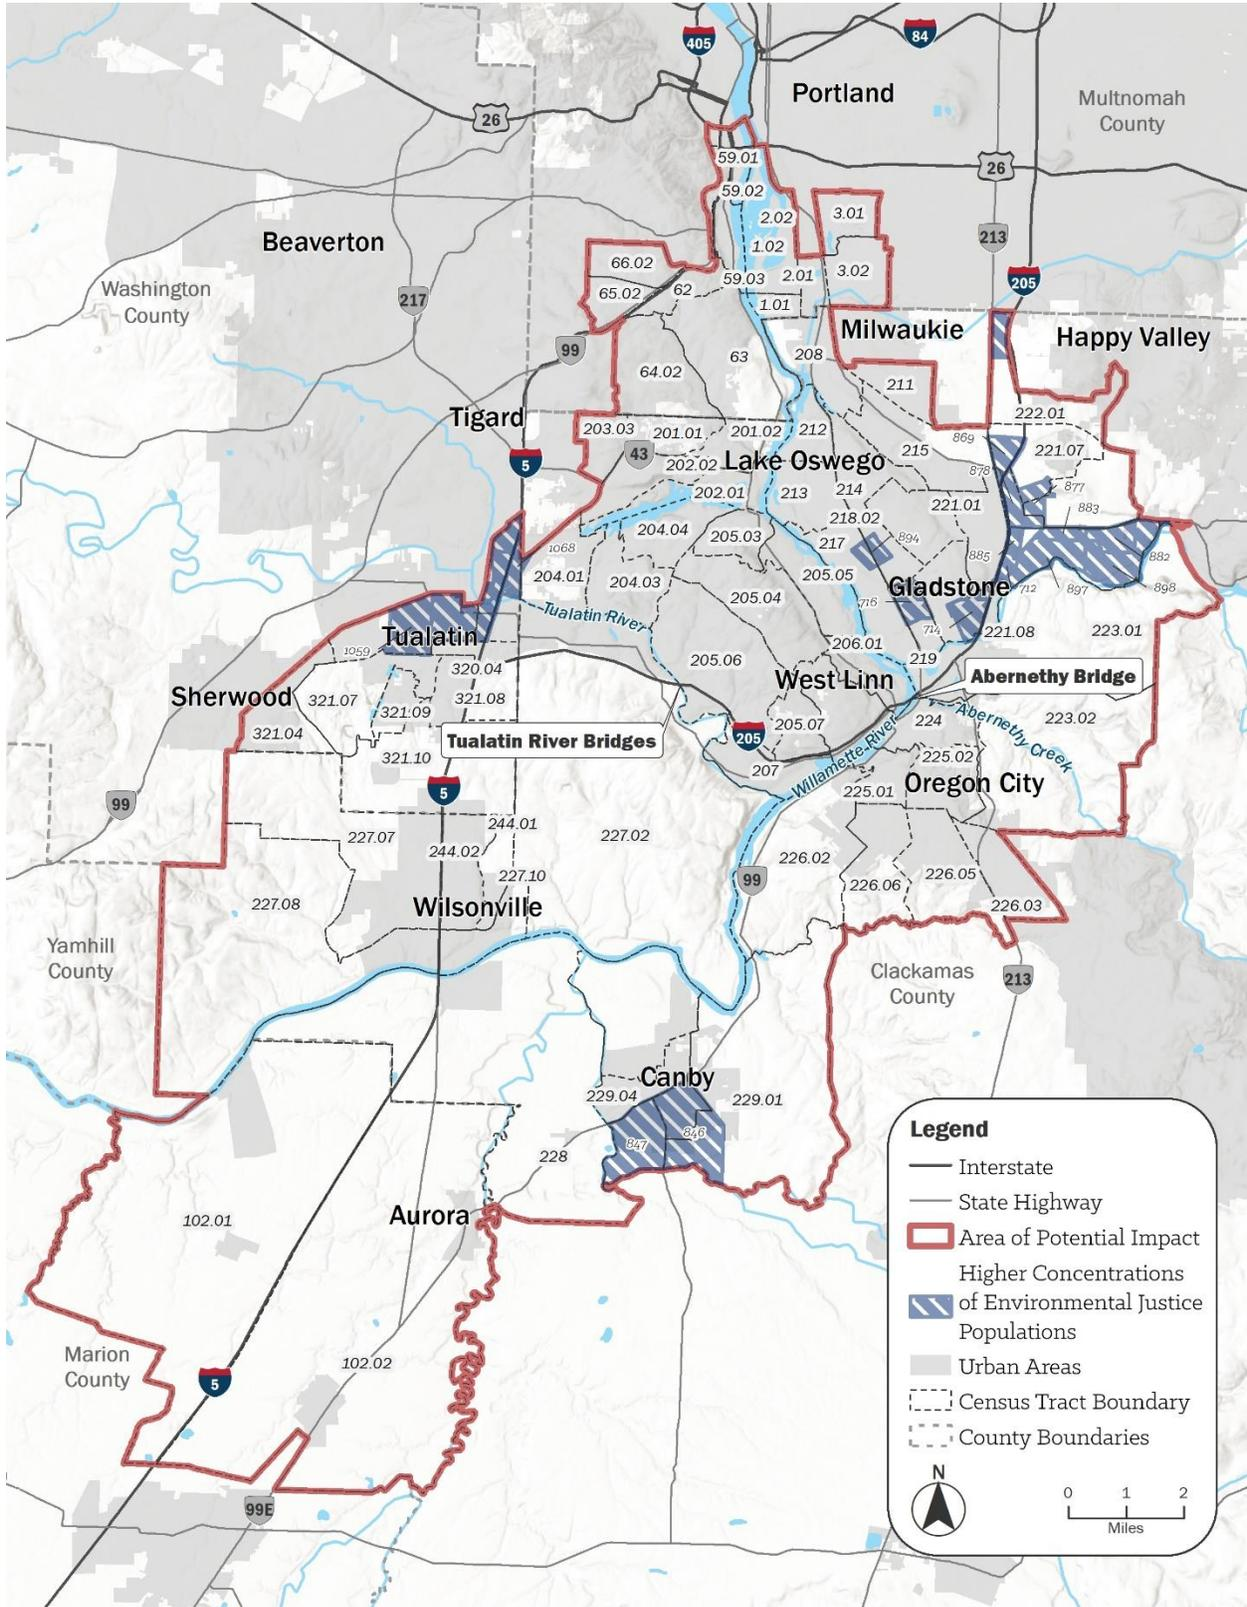 405
84
Portland
Multnomah
County
26
59.01
26
59.02
3.01
2.02
213
Beaverton
1.02
66.02
3.02
59.03
2.01
205
Washington
County
65.02
62
217
1.01
Milwaukie
Happy Valley
99
63
208
64.02
211
Tigard
222.01
203.03
201.01
201.02
212
869
43
215
221.07
5
202.02
Lake Oswego
878
877
202.01
213
214
883
221.01
218.02
204.04
205.03
217
894
1068
885
882
204.01
204.03
205.05
Gladstone
712
897
898
205.04
716
Tualatin River
714
221.08
223.01
Tualatin
206.01
1059
205.06
219
320.04
West Linn
Abernethy Bridge
Sherwood
321.07
321.08
321.09
224
Abernethy Creek
223.02
205.07
321.04
Tualatin River Bridges
205
Willamette River
225.02
321.10
207
Oregon City
5
225.01
99
244.01
227.07
227.02
244.02
226.02
227.10
99
226.05
226.06
227.08
Wilsonville
226.03
Yamhill
County
Clackamas
County
213
Canby
229.04
229.01
847
846
228
Aurora
102.01
Marion
County
102.02
5
99E
Legend
Interstate
State Highway
Area of Potential Impact
Higher Concentrations
of Environmental Justice
Populations
Urban Areas
Census Tract Boundary
County Boundaries
N
0 1 2
Miles